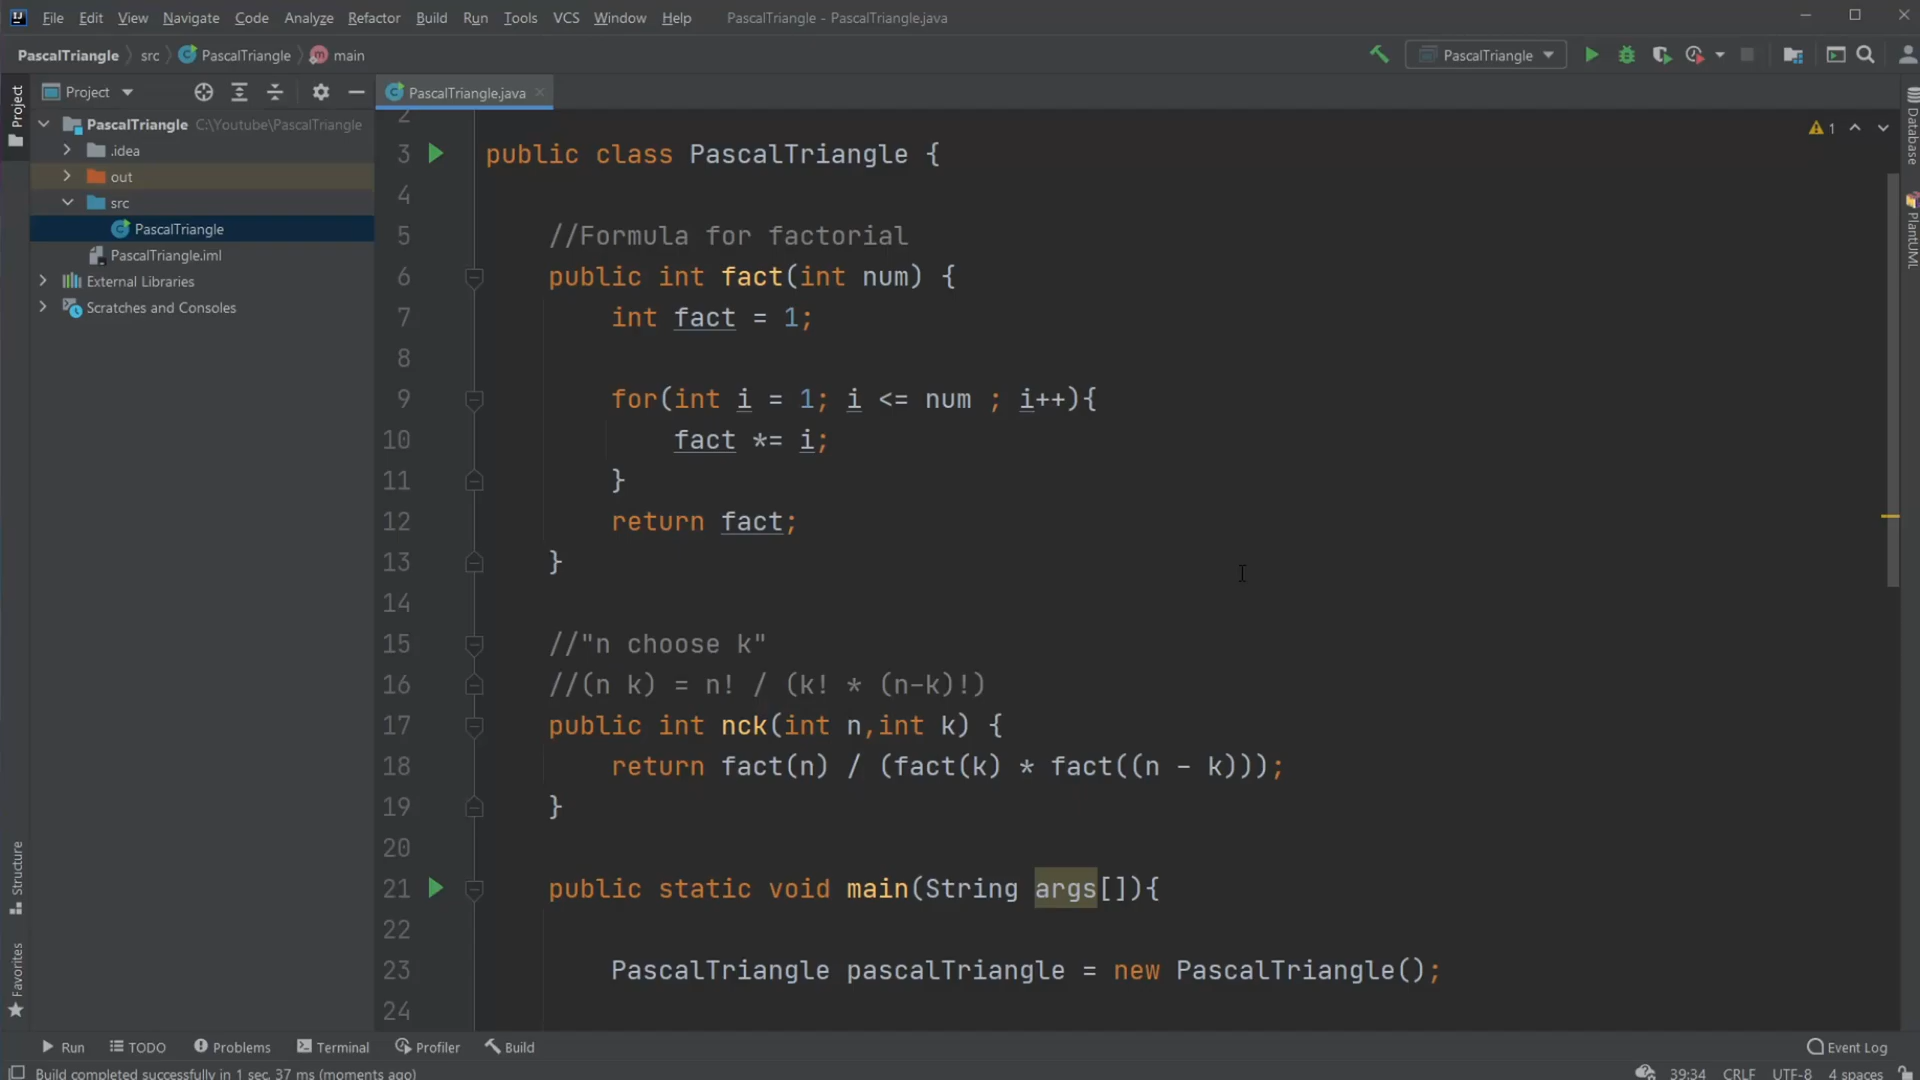 File Edit View Navigate Code Analyze Refactor Build Run Tools VCS Window Help PascalTriangle - PascalTriangle.java
PascalTriangle src PascalTriangle main PascalTriangle
Project
Project
PascalTriangle.java
PascalTriangle C:\Youtube\PascalTriangle
.idea
out
src
PascalTriangle
PascalTriangle.iml
External Libraries
Scratches and Consoles
Structure
Favorites
1
2
3 public class PascalTriangle {
4
5 //Formula for factorial
6 public int fact(int num) {
7 int fact = 1;
8
9 for(int i = 1; i <= num ; i++){
10 fact *= i;
11 }
12 return fact;
13 }
14
15 //"n choose k"
16 //(n k) = n! / (k! * (n-k)!)
17 public int nck(int n,int k) {
18 return fact(n) / (fact(k) * fact((n - k)));
19 }
20
21 public static void main(String args[]){
22
23 PascalTriangle pascalTriangle = new PascalTriangle();
24
Database
PlantUML
Run TODO Problems Terminal Profiler Build Event Log
Build completed successfully in 1 sec, 37 ms (moments ago) 39:34 CRLF UTF-8 4 spaces